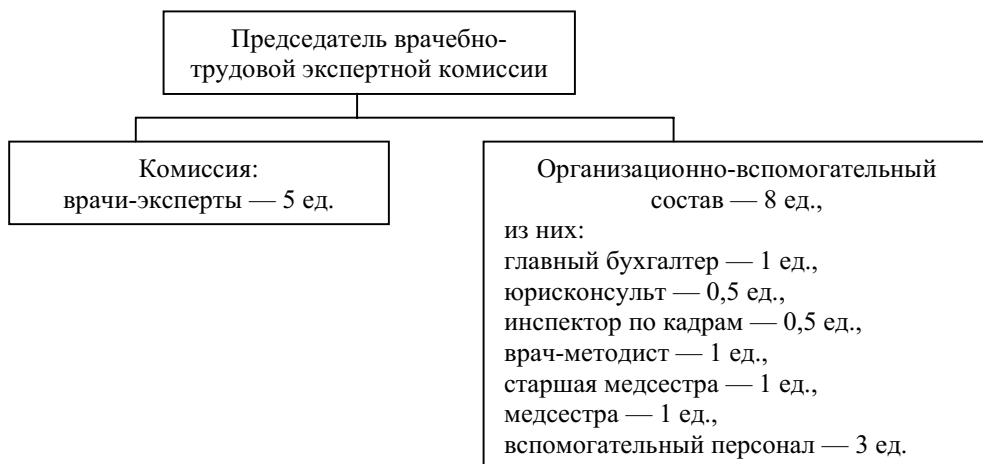 Председатель врачебно-
трудовой экспертной комиссии
Комиссия:
врачи-эксперты — 5 ед.
Организационно-вспомогательный
состав — 8 ед.,
из них:
главный бухгалтер — 1 ед.,
юрисконсульт — 0,5 ед.,
инспектор по кадрам — 0,5 ед.,
врач-методист — 1 ед.,
старшая медсестра — 1 ед.,
медсестра — 1 ед.,
вспомогательный персонал — 3 ед.